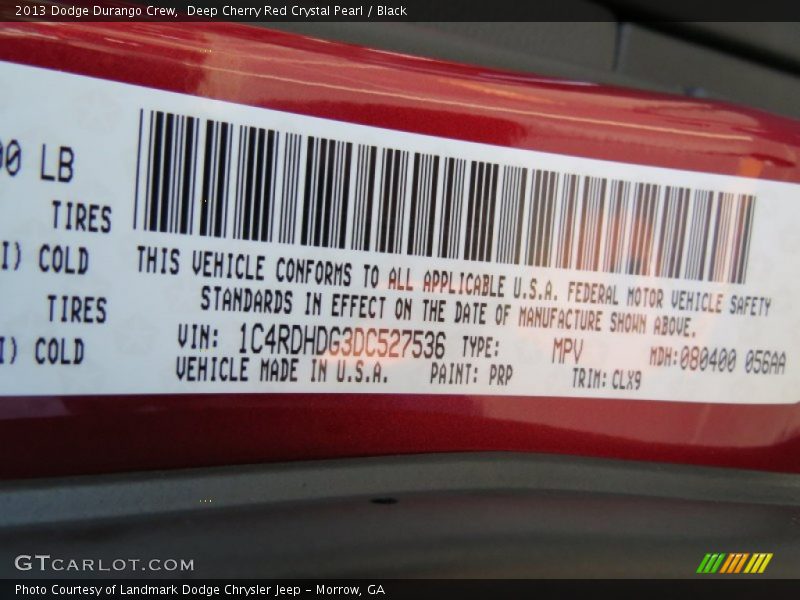 2013 Dodge Durango Crew,  Deep Cherry Red Crystal Pearl / Black
LB
TIRES
COLD
TIRES
COLD
THIS VEHICLE CONFORMS TO ALL APPLICABLE U.S.A. FEDERAL MOTOR VEHICLE SAFETY
STANDARDS IN EFFECT ON THE DATE OF MANUFACTURE SHOWN ABOVE.
VIN: 1C4RDHDG3DC527536 TYPE: MPV MDH:080400 056AA
VEHICLE MADE IN U.S.A. PAINT: PRP TRIM: CLX9
GTCARLOT.COM
Photo Courtesy of Landmark Dodge Chrysler Jeep - Morrow, GA